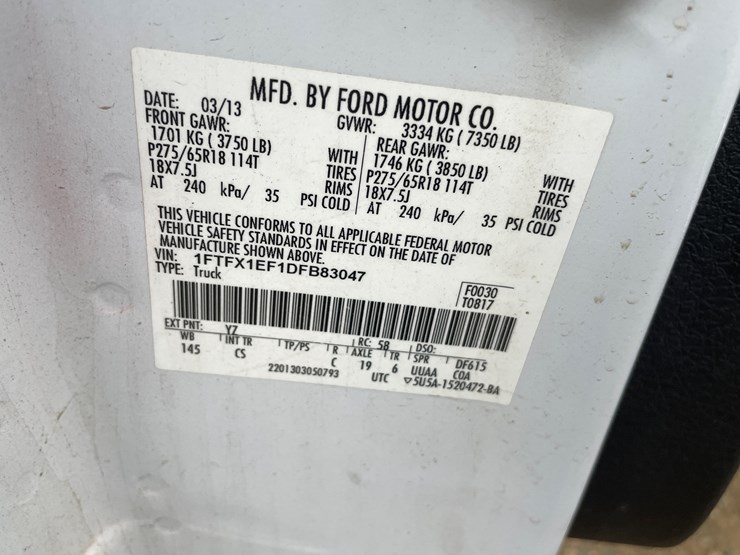 MFD. BY FORD MOTOR CO.
DATE: 03/13 GVWR: 3334 KG ( 7350 LB)
FRONT GAWR: REAR GAWR:
1701 KG ( 3750 LB) WITH 1746 KG ( 3850 LB) WITH
P275/65R18 114T TIRES P275/65R18 114T TIRES
18X7.5J RIMS 18X7.5J RIMS
AT 240 kPa/ 35 PSI COLD AT 240 kPa/ 35 PSI COLD
THIS VEHICLE CONFORMS TO ALL APPLICABLE FEDERAL MOTOR
VEHICLE SAFETY STANDARDS IN EFFECT ON THE DATE OF
MANUFACTURE SHOWN ABOVE.
VIN: 1FTFX1EF1DFB83047 F0030
TYPE: Truck T0817
EXT PNT: YZ RC: 58 DSO:
WB INT TR TP/PS R AXLE TR SPR DF615
145 CS C 19 6 UUAA COA
2201303050793 UTC ▽5U5A-1520472-BA